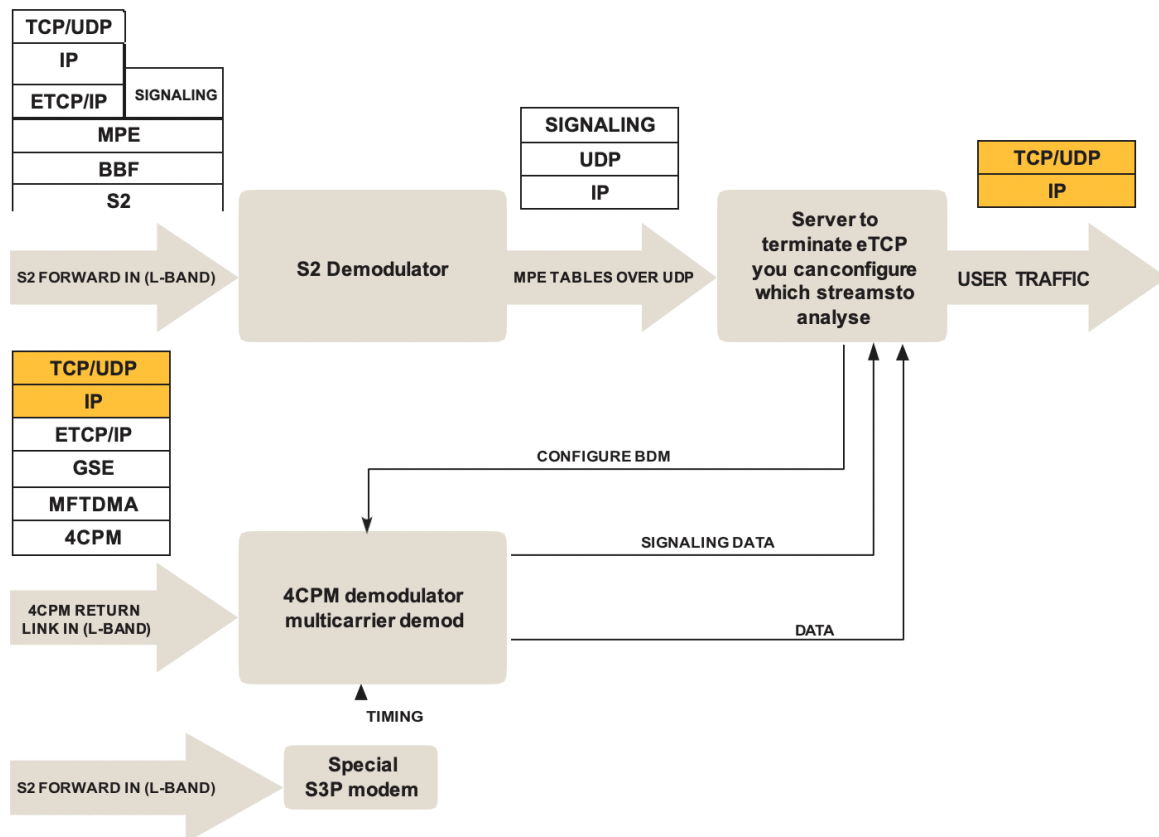 TCP/UDP
IP
ETCP/IP
SIGNALING
MPE
BBF
S2
SIGNALING
UDP
IP
TCP/UDP
IP
S2 FORWARD IN (L-BAND)
S2 Demodulator
MPE TABLES OVER UDP
Server to
terminate eTCP
you canconfigure
which streamsto
analyse
USER TRAFFIC
TCP/UDP
IP
ETCP/IP
GSE
MFTDMA
4CPM
CONFIGURE BDM
SIGNALING DATA
4CPM RETURN
LINK IN (L-BAND)
4CPM demodulator
multicarrier demod
DATA
TIMING
S2 FORWARD IN (L-BAND)
Special
S3P modem